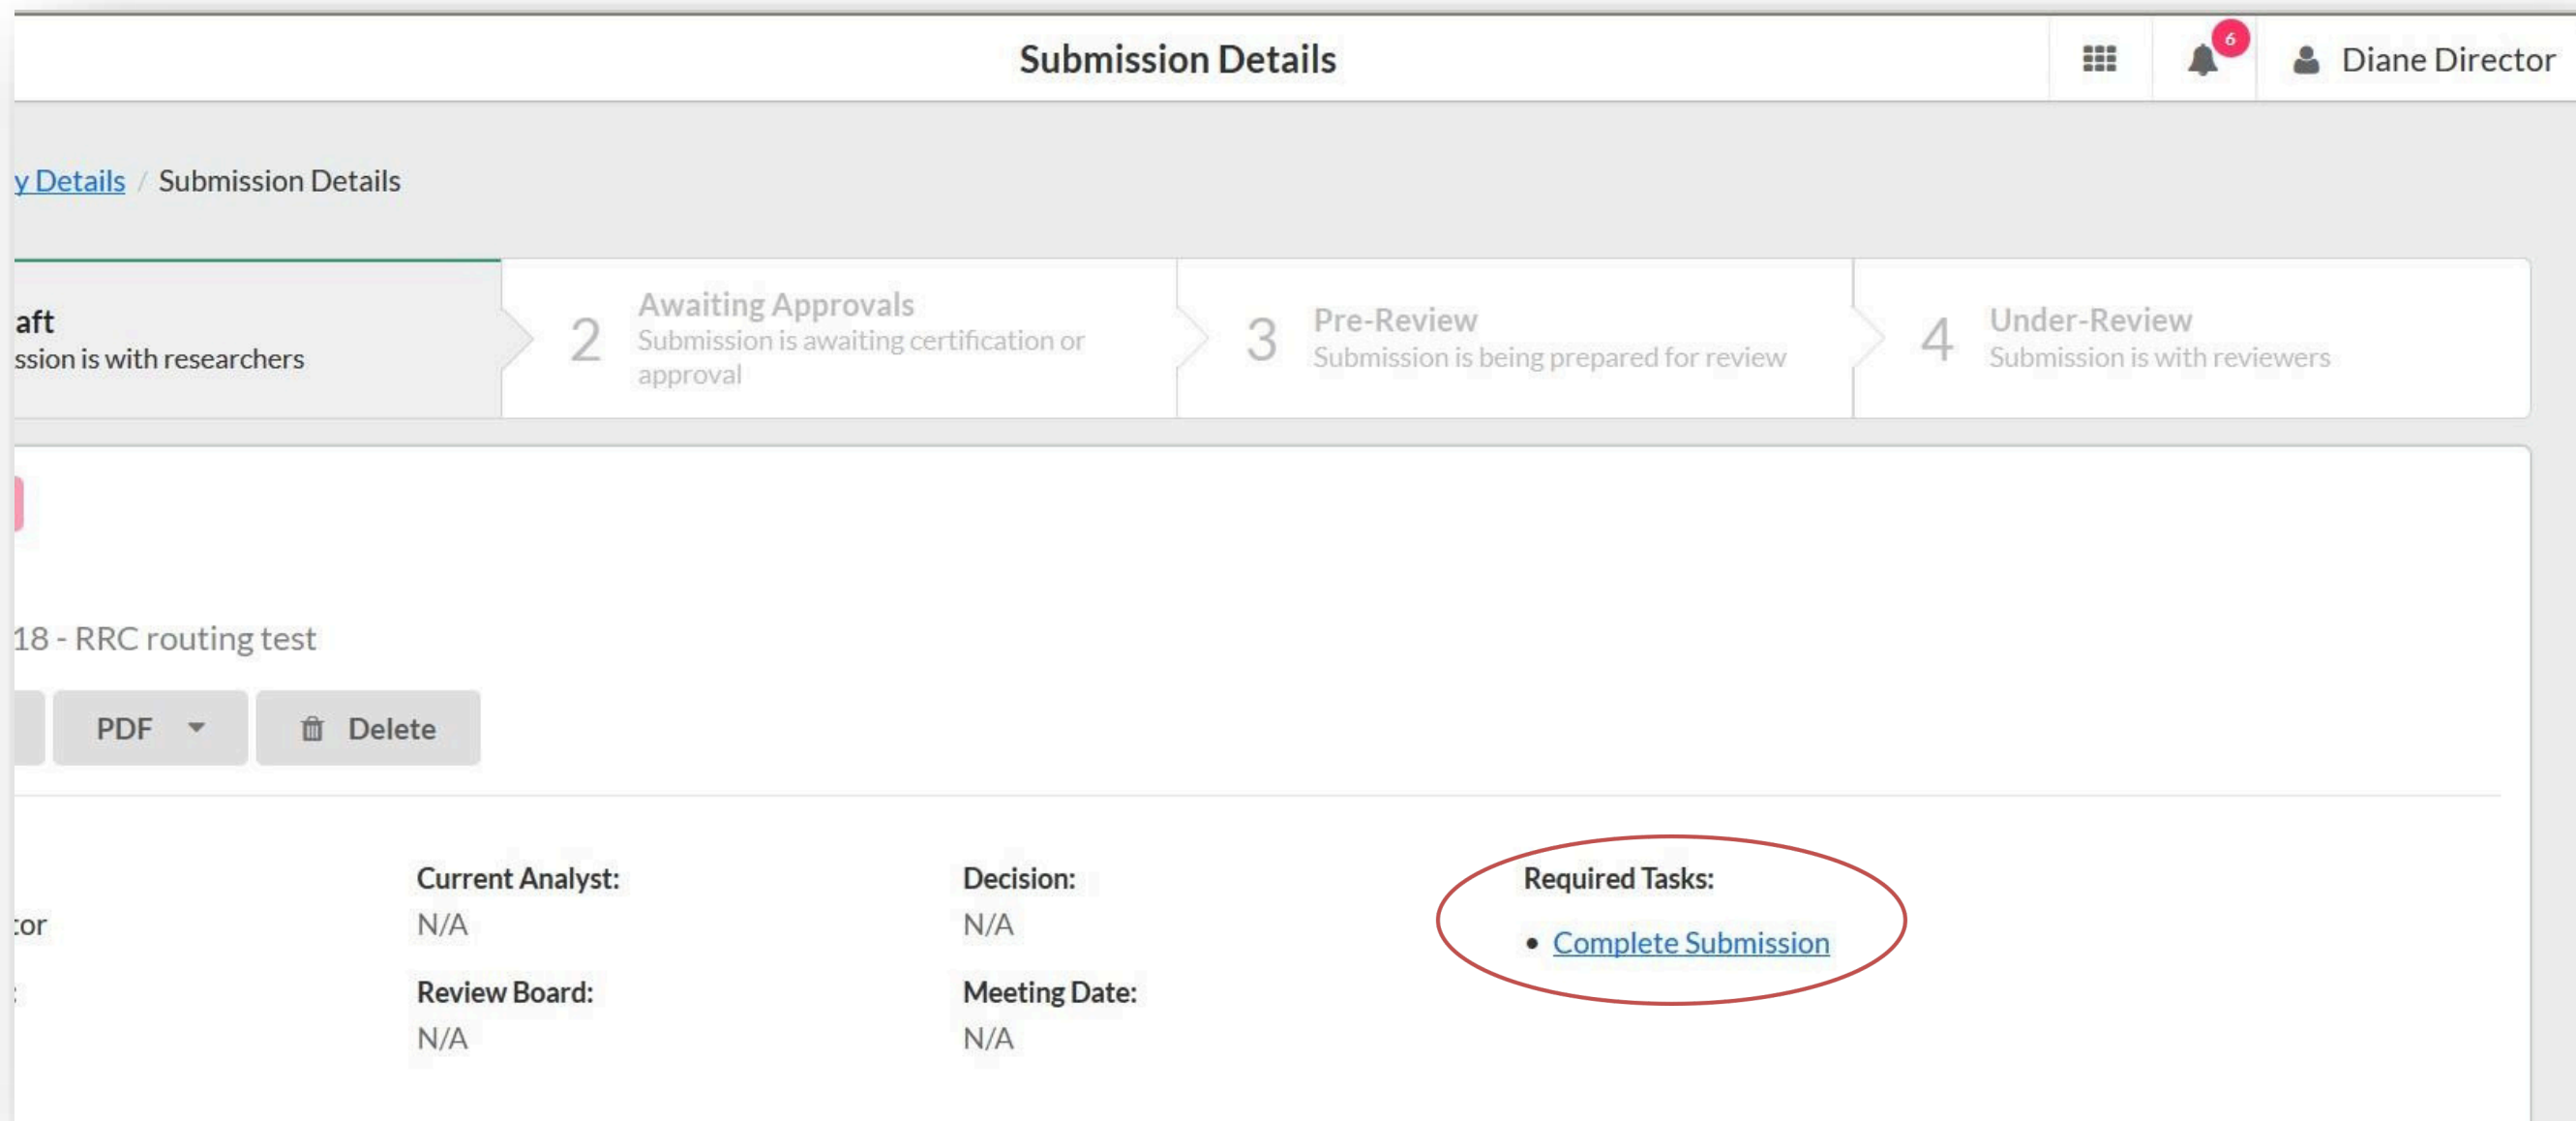 Submission Details
6
Diane Director
y Details / Submission Details
aft
ssion is with researchers
2
Awaiting Approvals
Submission is awaiting certification or
approval
3
Pre-Review
Submission is being prepared for review
4
Under-Review
Submission is with reviewers
18 - RRC routing test
PDF
Delete
tor
:
Current Analyst:
N/A
Review Board:
N/A
Decision:
N/A
Meeting Date:
N/A
Required Tasks:
• Complete Submission